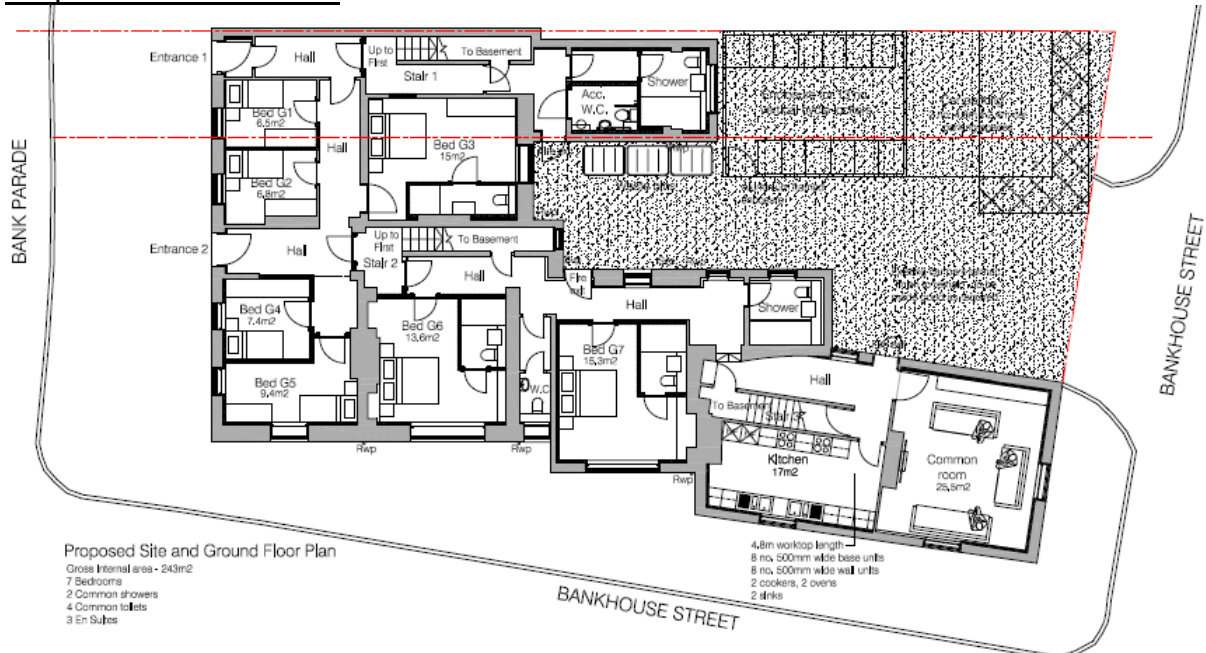 Entrance 1
Hall
Up to
First
To Basement
Stair 1
Shower
Acc.
W.C.
Bed G1
6.5m2
Hall
Bed G3
15m2
Bed G2
6.8m2
Rwp
BANK PARADE
Entrance 2
Hall
Up to
First
To Basement
Stair 2
Hall
Fire
exit
Hall
Shower
Bed G4
7.4m2
Bed G6
13.6m2
Bed G7
15.3m2
Bed G5
9.4m2
W.C
Hall
To Basement
Stair 3
Kitchen
17m2
Common
room
25.5m2
Rwp
Rwp
Rwp
BANKHOUSE STREET
4.8m worktop length
8 no. 500mm wide base units
8 no. 500mm wide wall units
2 cookers, 2 ovens
2 sinks
Proposed Site and Ground Floor Plan
Gross Internal area - 243m2
7 Bedrooms
2 Common showers
4 Common toilets
3 En Suites
BANKHOUSE STREET